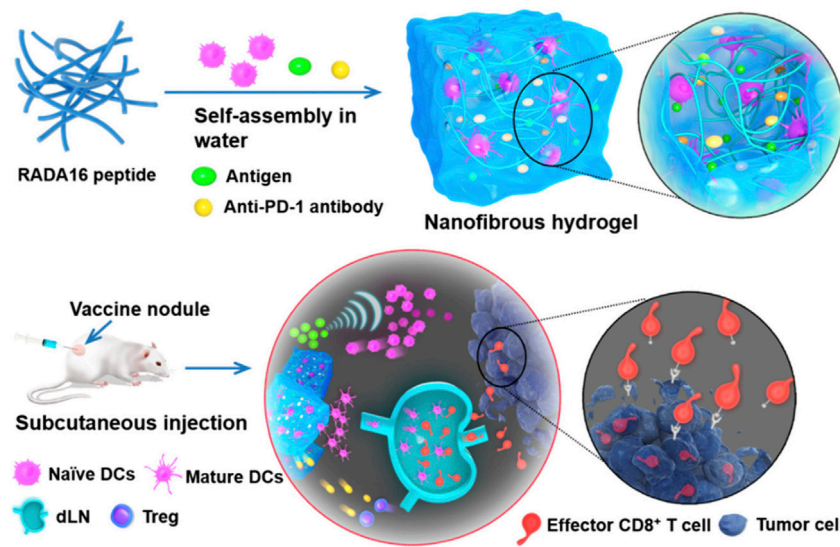 Self-assembly in
water
RADA16 peptide
Antigen
Anti-PD-1 antibody
Nanofibrous hydrogel
Vaccine nodule
Subcutaneous injection
Naïve DCs
Mature DCs
dLN
Treg
Effector CD8⁺ T cell
Tumor cel